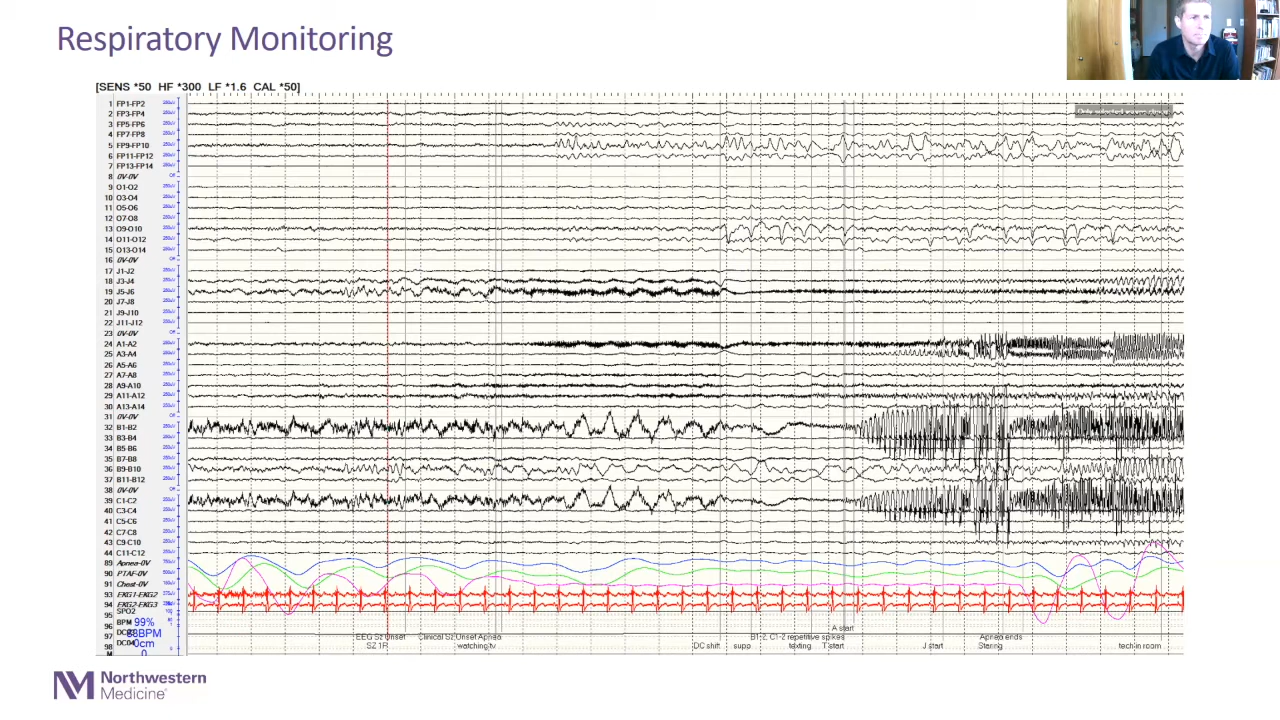 Respiratory Monitoring
[SENS *50 HF *300 LF *1.6 CAL *50]
1 FP1-FP2
2 FP3-FP4
3 FP5-FP6
4 FP7-FP8
5 FP9-FP10
6 FP11-FP12
7 FP13-FP14
8 0V-0V
9 O1-O2
10 O3-O4
11 O5-O6
12 O7-O8
13 O9-O10
14 O11-O12
15 O13-O14
16 0V-0V
17 J1-J2
18 J3-J4
19 J5-J6
20 J7-J8
21 J9-J10
22 J11-J12
23 0V-0V
24 A1-A2
25 A3-A4
26 A5-A6
27 A7-A8
28 A9-A10
29 A11-A12
30 A13-A14
31 0V-0V
32 B1-B2
33 B3-B4
34 B5-B6
35 B7-B8
36 B9-B10
37 B11-B12
38 0V-0V
39 C1-C2
40 C3-C4
41 C5-C6
42 C7-C8
43 C9-C10
44 C11-C12
89 Apnea-0V
90 PTAF-0V
91 Chest-0V
93 EKG1-EKG2
94 EKG2-EKG3
95 SPO2
96 BPM 99%
97
98
0
A start
EEG Sz Onset Clinical Sz Onset Apnea B1-2, C1-2 repetitive spikes Apnea ends
SZ 1R watching tv DC shift supp texting T start J start Staring tech in room
Northwestern
Medicine